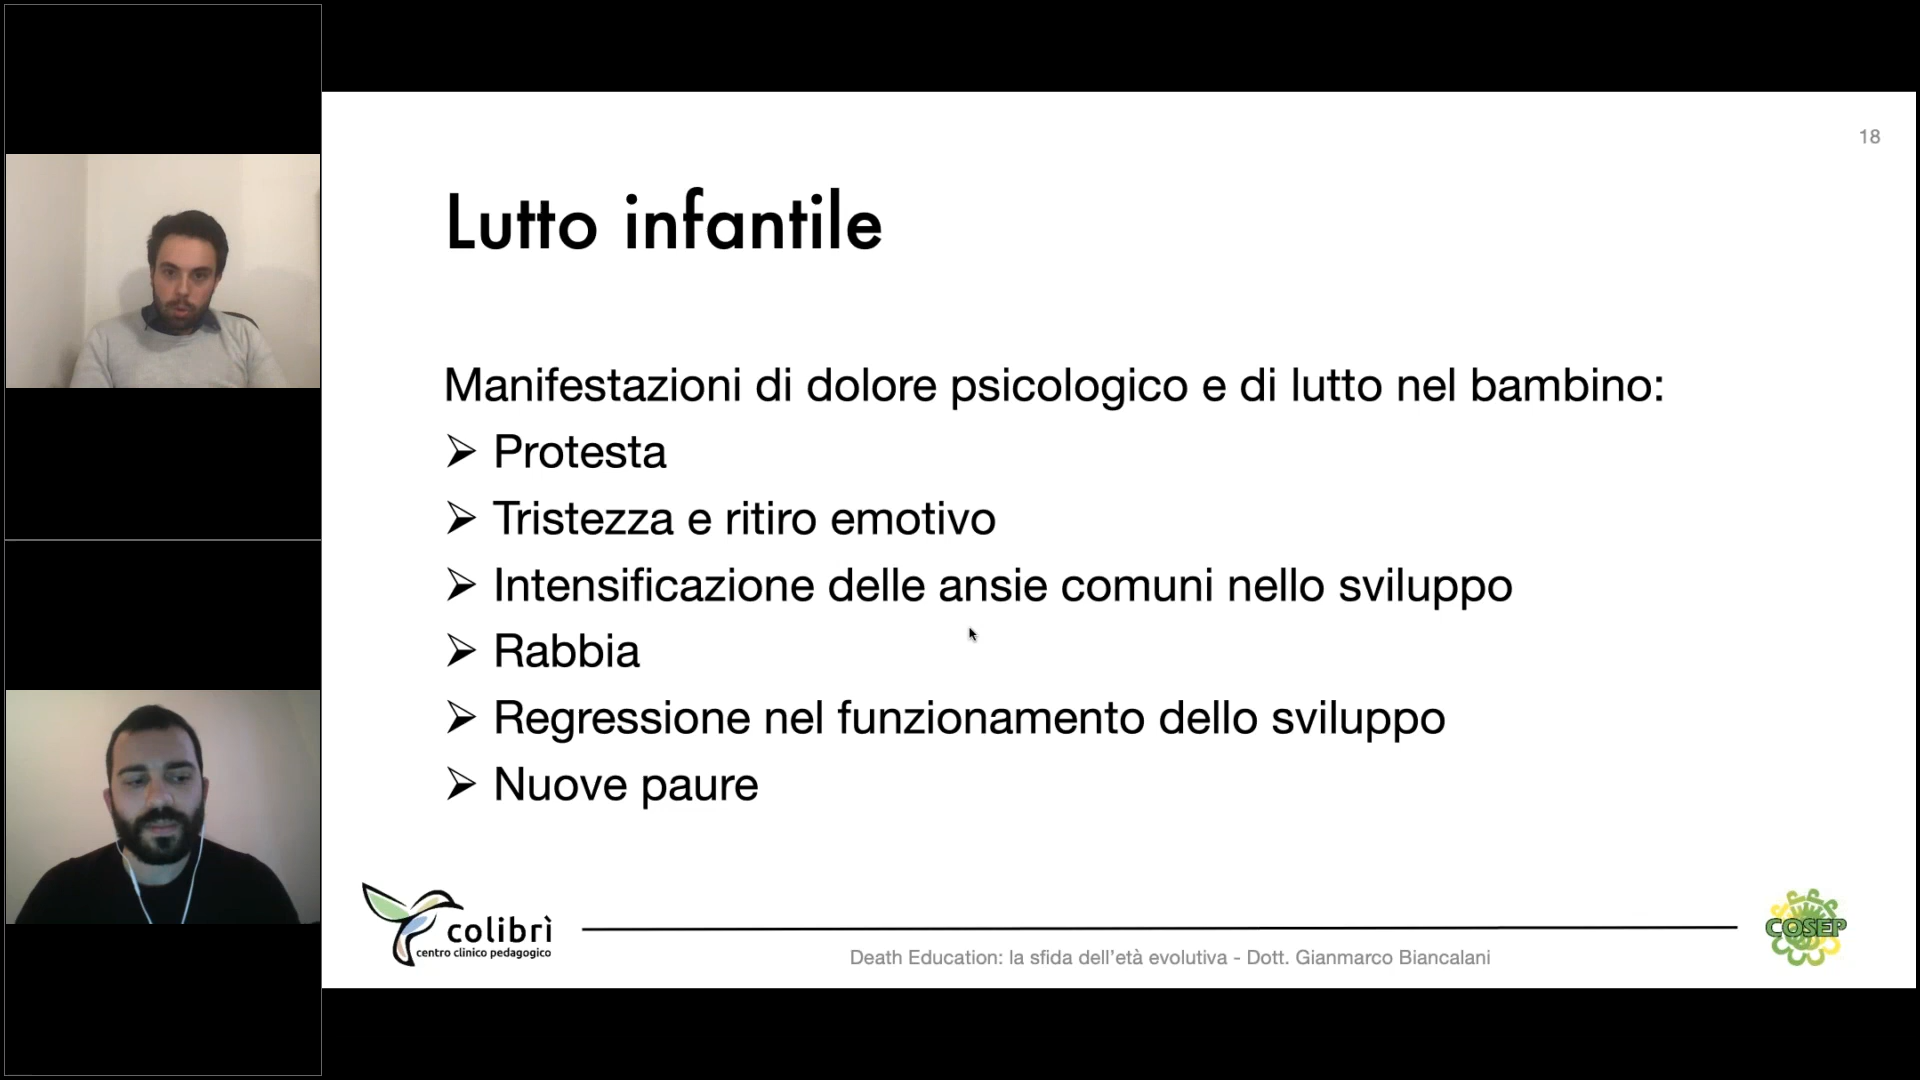 18
Lutto infantile
Manifestazioni di dolore psicologico e di lutto nel bambino:
➢ Protesta
➢ Tristezza e ritiro emotivo
➢ Intensificazione delle ansie comuni nello sviluppo
➢ Rabbia
➢ Regressione nel funzionamento dello sviluppo
➢ Nuove paure
colibrì
centro clinico pedagogico
Death Education: la sfida dell'età evolutiva - Dott. Gianmarco Biancalani
COSEP